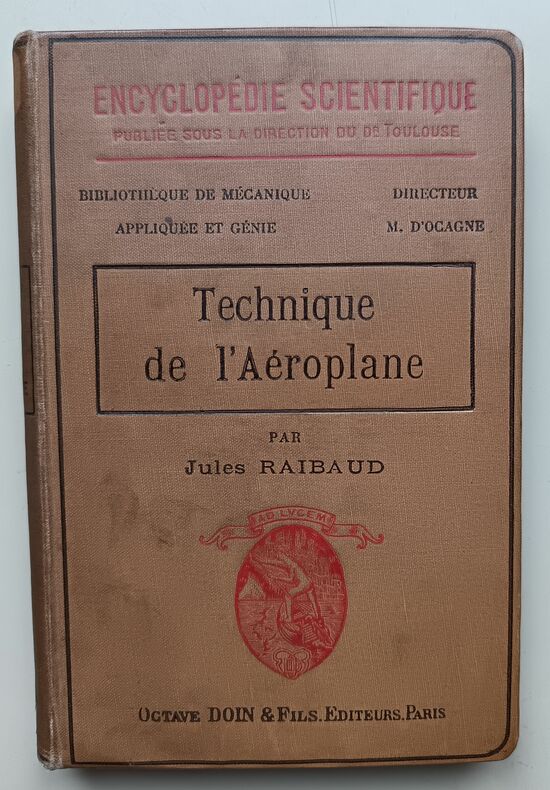 ENCYCLOPÉDIE SCIENTIFIQUE
PUBLIÉE SOUS LA DIRECTION DU DR TOULOUSE
BIBLIOTHÈQUE DE MÉCANIQUE
APPLIQUÉE ET GÉNIE
DIRECTEUR
M. D'OCAGNE
Technique
de l'Aéroplane
PAR
Jules RAIBAUD
AD LVCEM
OCTAVE DOIN & FILS. EDITEURS. PARIS